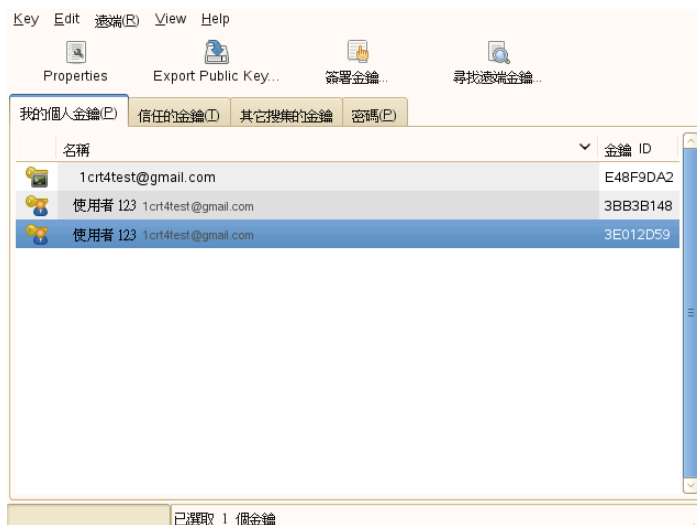 Key Edit 遠端(R) View Help
Properties Export Public Key... 簽署金鑰... 尋找遠端金鑰...
我的個人金鑰(P) 信任的金鑰(T) 其它搜集的金鑰 密碼(P)
名稱 金鑰 ID
1crt4test@gmail.com E48F9DA2
使用者 123 1crt4test@gmail.com 3BB3B148
使用者 123 1crt4test@gmail.com 3E012D59
已選取 1 個金鑰